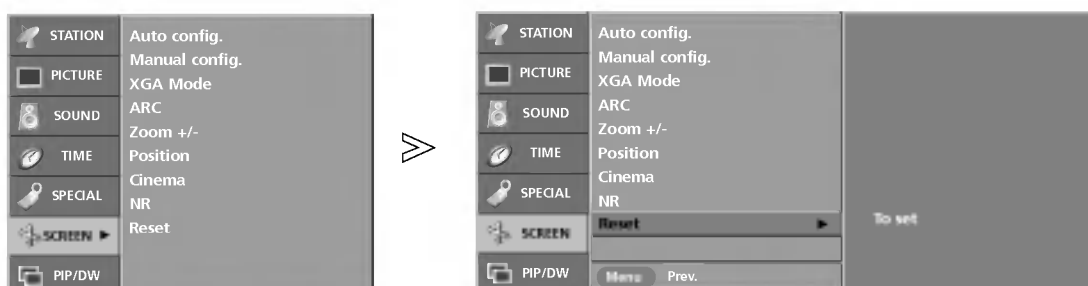 STATION
PICTURE
SOUND
TIME
SPECIAL
SCREEN
PIP/DW
Auto config.
Manual config.
XGA Mode
ARC
Zoom +/-
Position
Cinema
NR
Reset
STATION
PICTURE
SOUND
TIME
SPECIAL
SCREEN
PIP/DW
Auto config.
Manual config.
XGA Mode
ARC
Zoom +/-
Position
Cinema
NR
Reset
Menu Prev.
To set